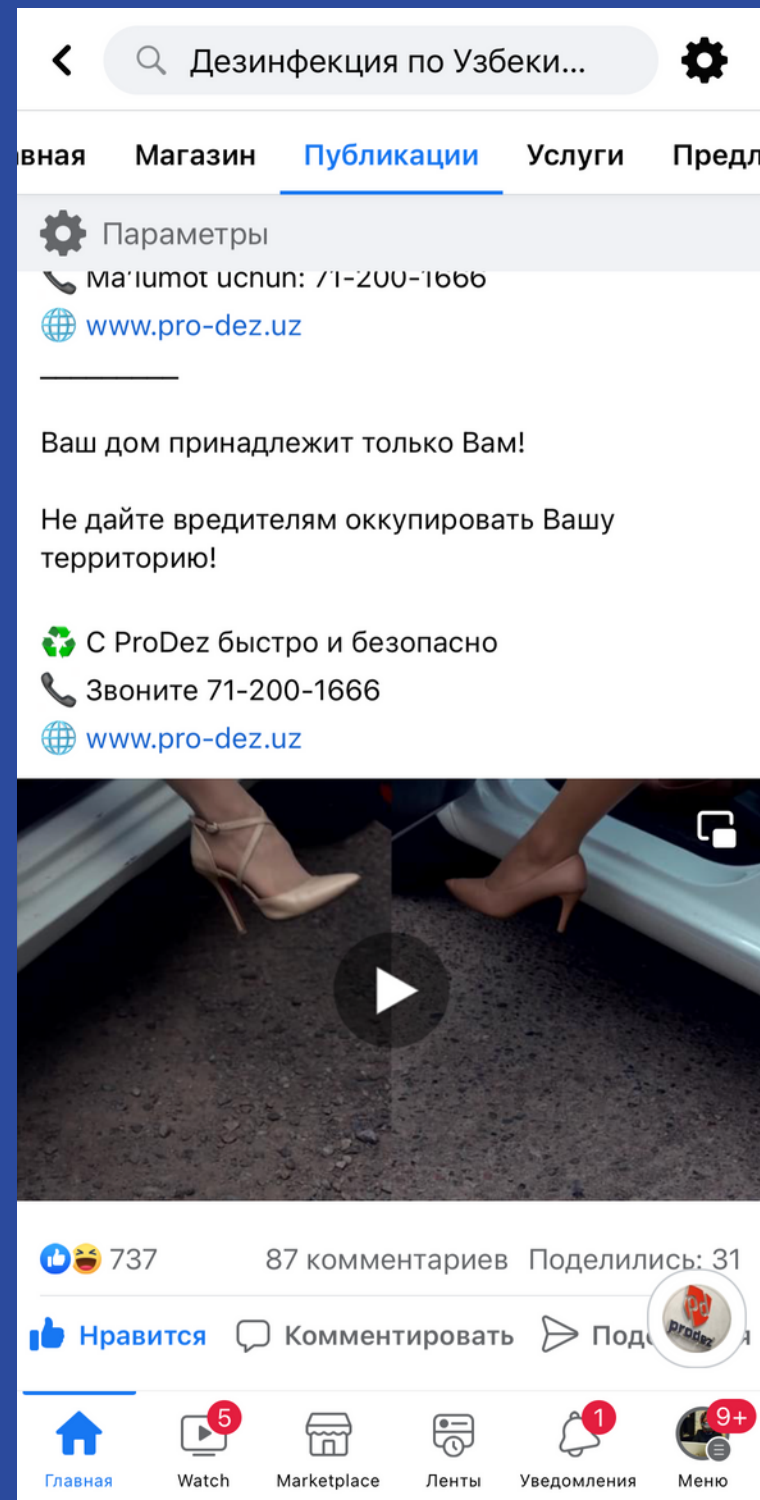 Дезинфекция по Узбеки...
вная Магазин Публикации Услуги Предл
Параметры
Ma'lumot uchun: 71-200-1666
www.pro-dez.uz
Ваш дом принадлежит только Вам!
Не дайте вредителям оккупировать Вашу
территорию!
С ProDez быстро и безопасно
Звоните 71-200-1666
www.pro-dez.uz
737 87 комментариев Поделились: 31
Нравится Комментировать Под я
pd
prodez
5 1 9+
Главная Watch Marketplace Ленты Уведомления Меню